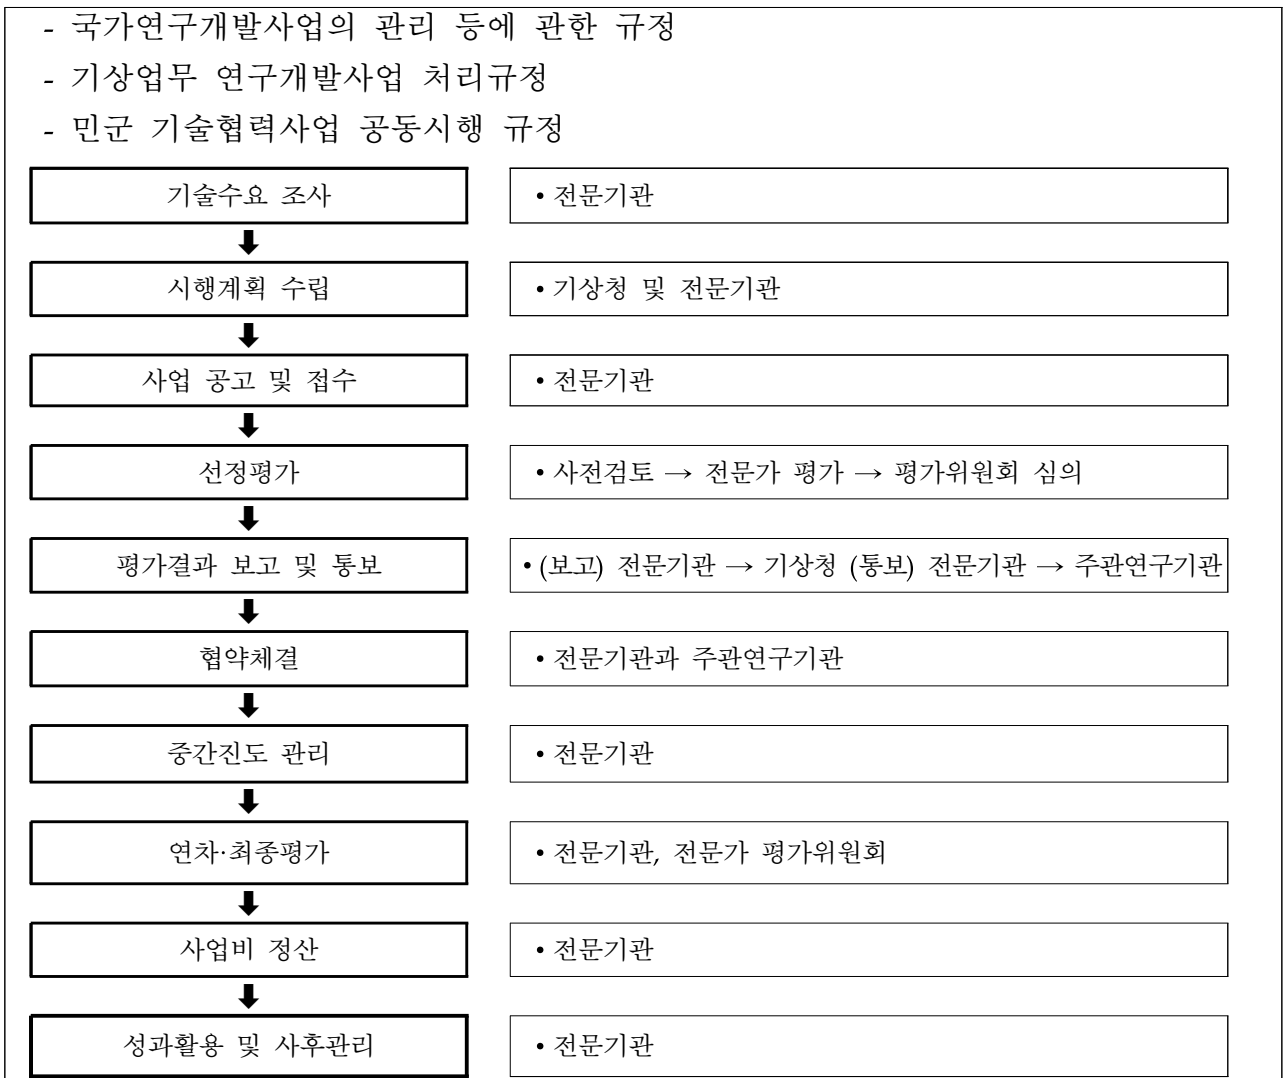 - 국가연구개발사업의 관리 등에 관한 규정
- 기상업무 연구개발사업 처리규정
- 민군 기술협력사업 공동시행 규정
기술수요 조사
• 전문기관
시행계획 수립
• 기상청 및 전문기관
사업 공고 및 접수
• 전문기관
선정평가
• 사전검토 → 전문가 평가 → 평가위원회 심의
평가결과 보고 및 통보
• (보고) 전문기관 → 기상청 (통보) 전문기관 → 주관연구기관
협약체결
• 전문기관과 주관연구기관
중간진도 관리
• 전문기관
연차·최종평가
• 전문기관, 전문가 평가위원회
사업비 정산
• 전문기관
성과활용 및 사후관리
• 전문기관